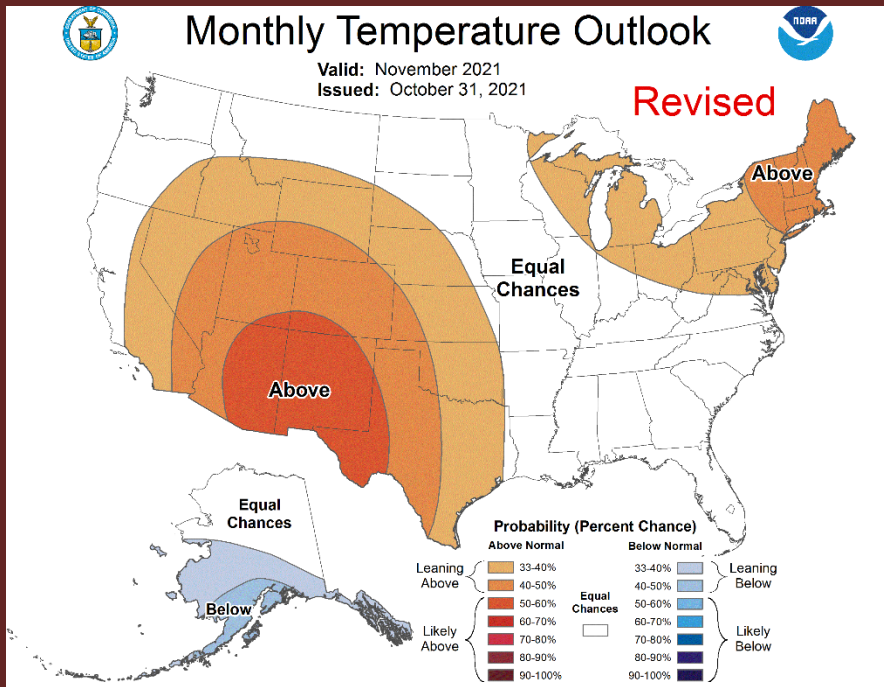 Monthly Temperature Outlook
NOAA
Valid: November 2021
Issued: October 31, 2021
Revised
Above
Equal
Chances
Above
Equal
Chances
Below
Probability (Percent Chance)
Above Normal
Below Normal
Leaning
Above
33-40%
40-50%
Likely
Above
50-60%
60-70%
70-80%
80-90%
90-100%
Equal
Chances
33-40%
40-50%
Leaning
Below
50-60%
60-70%
70-80%
80-90%
90-100%
Likely
Below